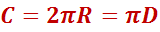 C = 2πR = πD